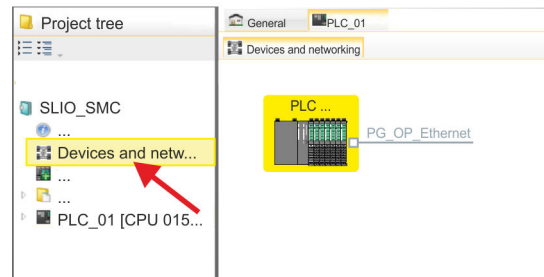 Project tree
SLIO_SMC
...
Devices and netw...
...
...
PLC_01 [CPU 015...
General
PLC_01
Devices and networking
PLC ...
PG_OP_Ethernet